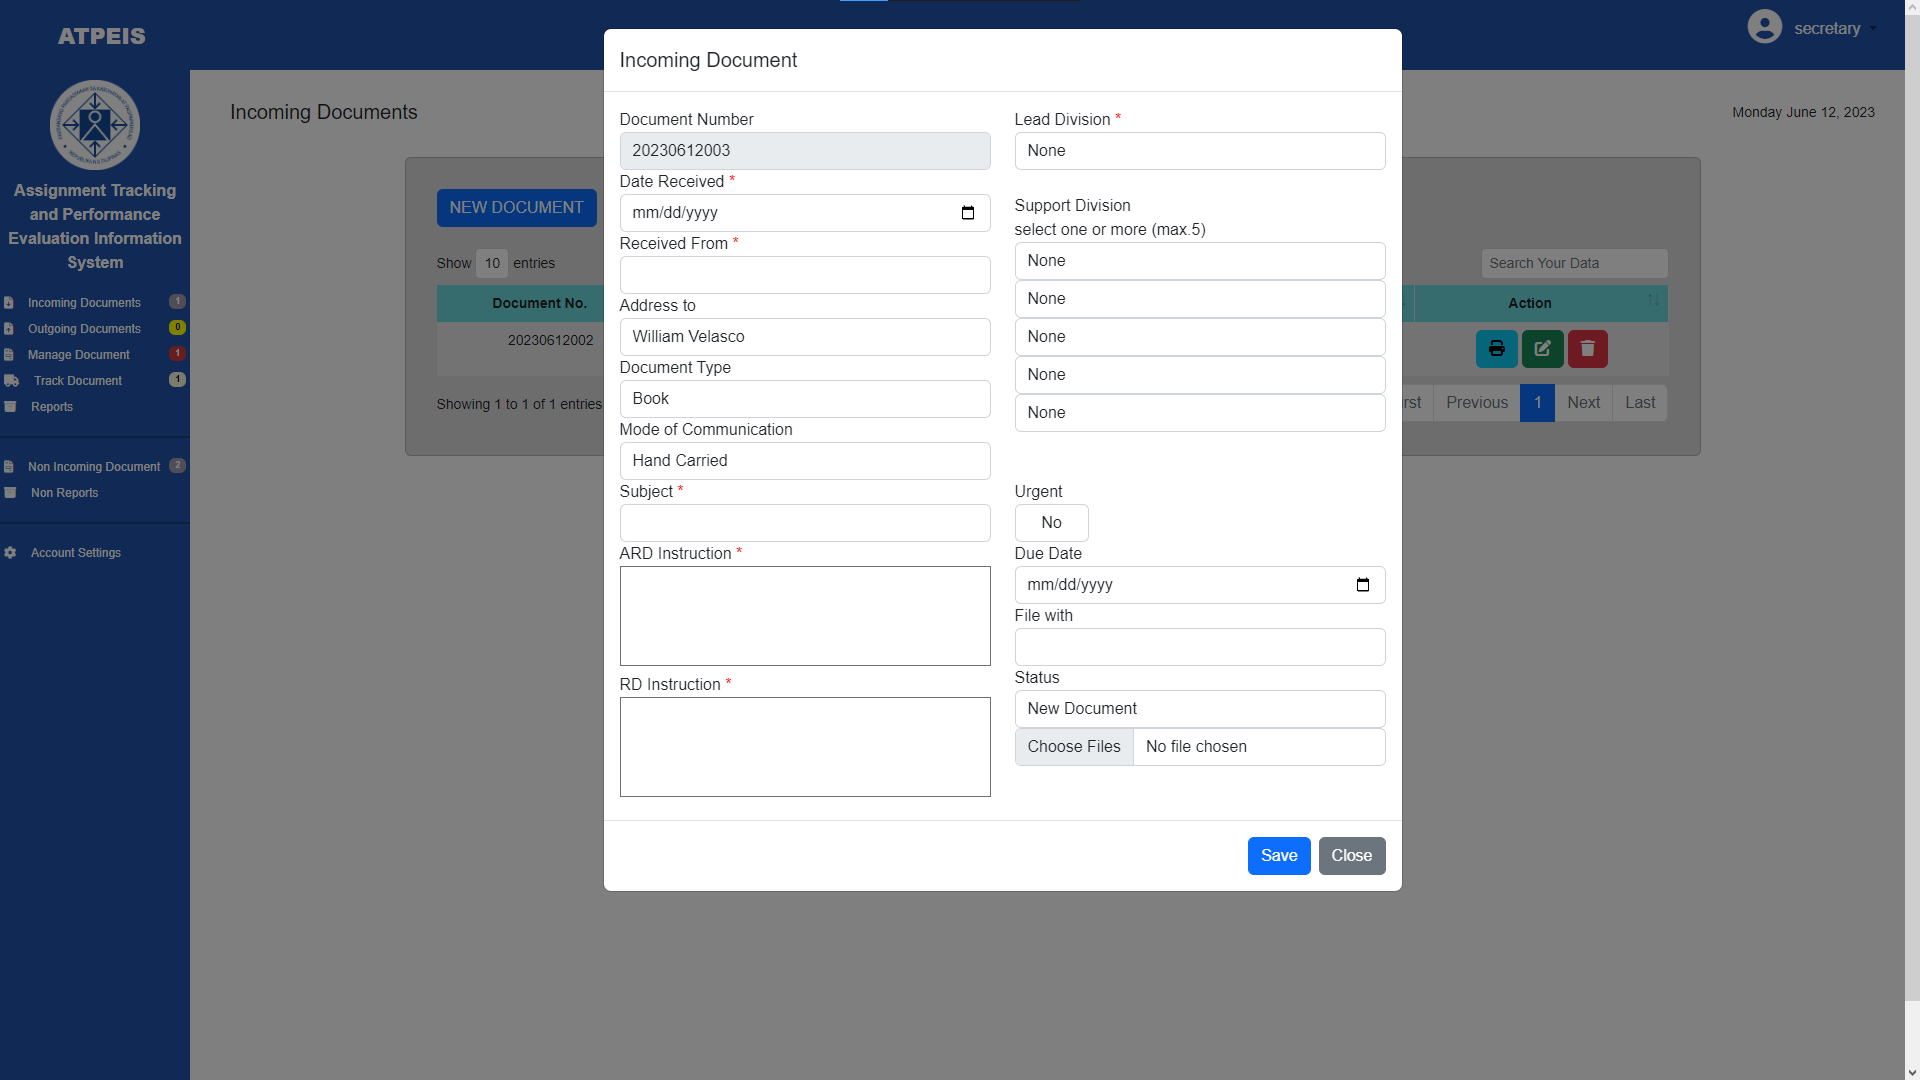 ATPEIS
secretary
Assignment Tracking
and Performance
Evaluation Information
System
Incoming Documents 1
Outgoing Documents 0
Manage Document 1
Track Document 1
Reports
Non Incoming Document 2
Non Reports
Account Settings
Incoming Documents
Monday June 12, 2023
NEW DOCUMENT
Show 10 entries
Search Your Data
Document No.
Action
20230612002
Showing 1 to 1 of 1 entries
rst Previous 1 Next Last
Incoming Document
Document Number
20230612003
Date Received *
mm/dd/yyyy
Received From *
Address to
William Velasco
Document Type
Book
Mode of Communication
Hand Carried
Subject *
ARD Instruction *
RD Instruction *
Lead Division *
None
Support Division
select one or more (max.5)
None
None
None
None
None
Urgent
No
Due Date
mm/dd/yyyy
File with
Status
New Document
Choose Files No file chosen
Save Close